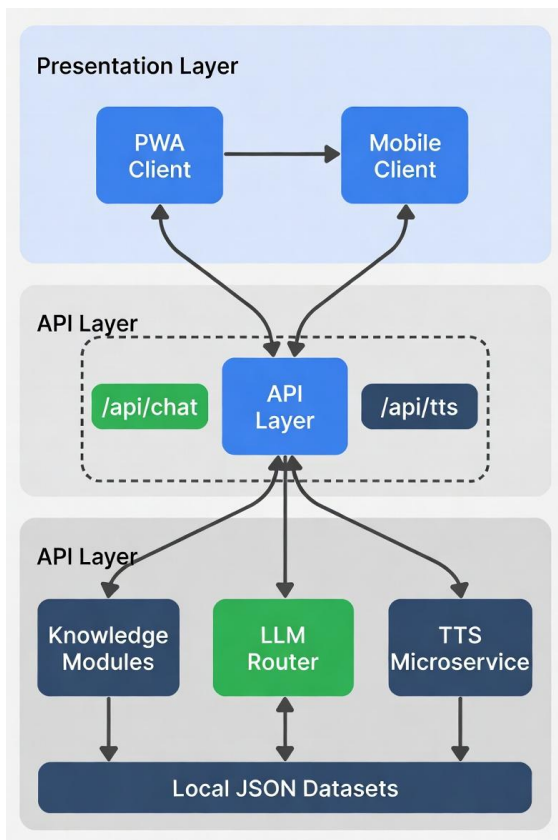 Presentation Layer
PWA
Client
Mobile
Client
API Layer
/api/chat
API
Layer
/api/tts
API Layer
Knowledge
Modules
LLM
Router
TTS
Microservice
Local JSON Datasets